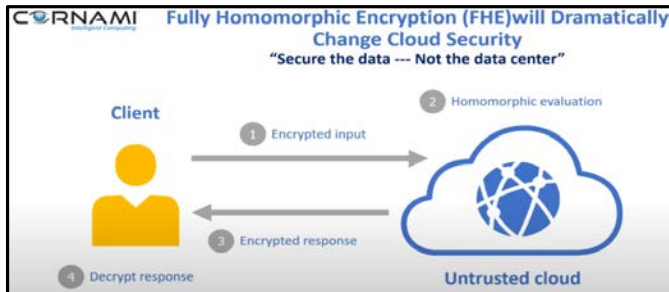 CORNAMI
Intelligent Computing
Fully Homomorphic Encryption (FHE)will Dramatically
Change Cloud Security
“Secure the data --- Not the data center”
2 Homomorphic evaluation
Client
1 Encrypted input
3 Encrypted response
4 Decrypt response
Untrusted cloud